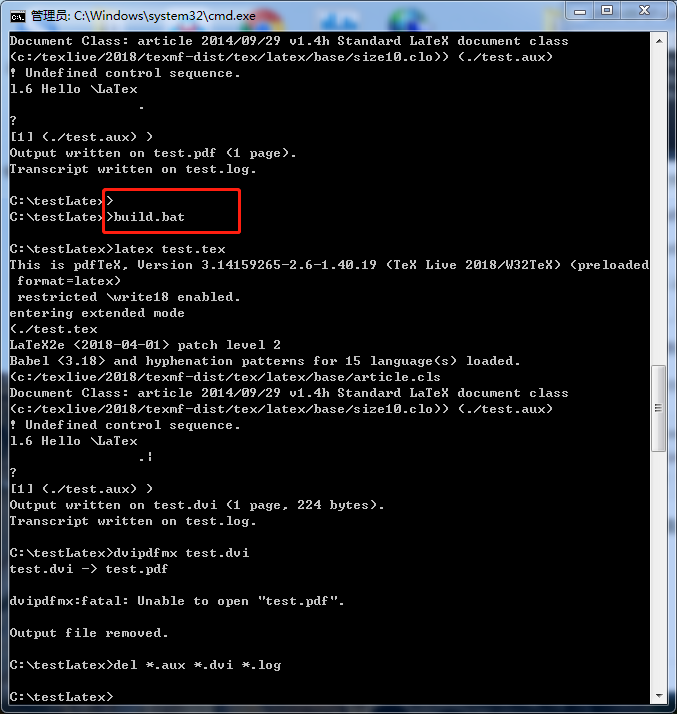 管理员: C:\Windows\system32\cmd.exe
Document Class: article 2014/09/29 v1.4h Standard LaTeX document class
(c:/texlive/2018/texmf-dist/tex/latex/base/size10.clo)) (./test.aux)
! Undefined control sequence.
l.6 Hello \LaTex
.
?
[1] (./test.aux) )
Output written on test.pdf (1 page).
Transcript written on test.log.
C:\testLatex>
C:\testLatex>build.bat
C:\testLatex>latex test.tex
This is pdfTeX, Version 3.14159265-2.6-1.40.19 (TeX Live 2018/W32TeX) (preloaded
format=latex)
restricted \write18 enabled.
entering extended mode
(./test.tex
LaTeX2e <2018-04-01> patch level 2
Babel <3.18> and hyphenation patterns for 15 language(s) loaded.
(c:/texlive/2018/texmf-dist/tex/latex/base/article.cls
Document Class: article 2014/09/29 v1.4h Standard LaTeX document class
(c:/texlive/2018/texmf-dist/tex/latex/base/size10.clo)) (./test.aux)
! Undefined control sequence.
l.6 Hello \LaTex
.¦
?
[1] (./test.aux) )
Output written on test.dvi (1 page, 224 bytes).
Transcript written on test.log.
C:\testLatex>dvipdfmx test.dvi
test.dvi -> test.pdf
dvipdfmx:fatal: Unable to open "test.pdf".
Output file removed.
C:\testLatex>del *.aux *.dvi *.log
C:\testLatex>